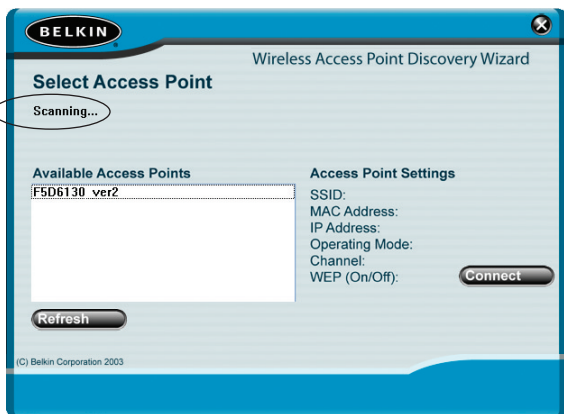 BELKIN
Wireless Access Point Discovery Wizard
Select Access Point
Scanning...
Available Access Points
F5D6130 ver2
Refresh
Access Point Settings
SSID:
MAC Address:
IP Address:
Operating Mode:
Channel:
WEP (On/Off):
Connect
(C) Belkin Corporation 2003